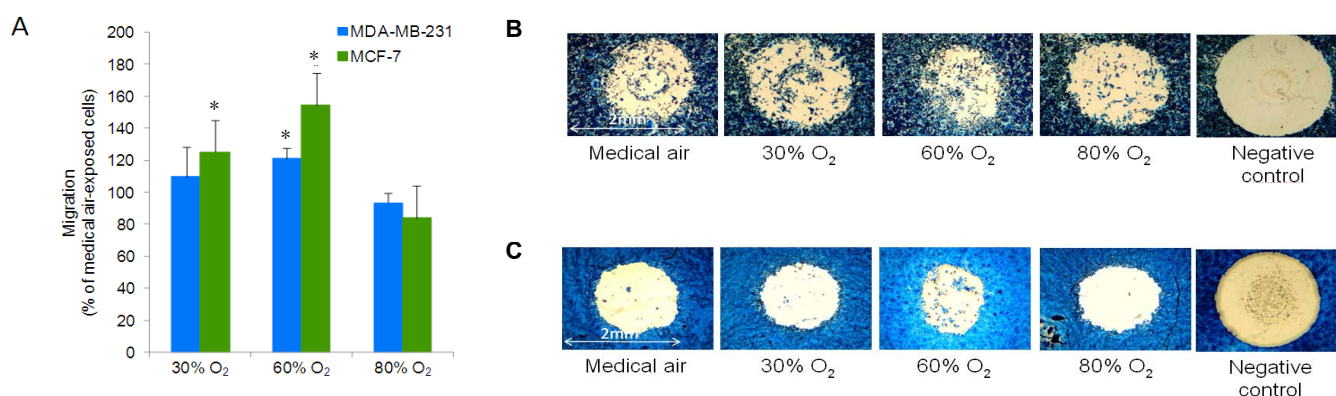 A
Migration
(% of medical air-exposed cells)
200
180
160
140
120
100
80
60
40
20
0
MDA-MB-231
MCF-7
*
*
*
30% O₂
60% O₂
80% O₂
B
2mm
Medical air
30% O₂
60% O₂
80% O₂
Negative
control
C
2mm
Medical air
30% O₂
60% O₂
80% O₂
Negative
control